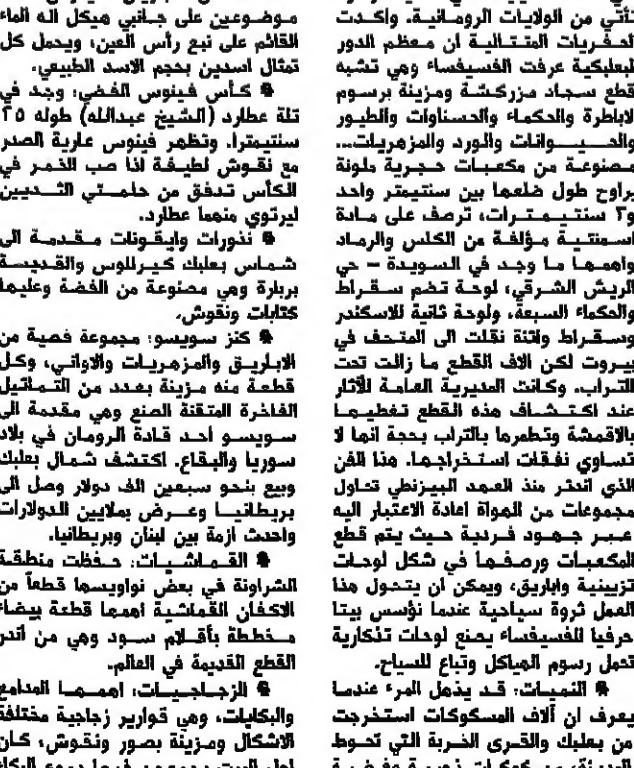 تأتي من الولايات الرومانية. واكدت
الحفريات المتتالية ان معظم الدور
البعلبكية عرفت الفسيفساء وهي تشبه
قطع سجاد مزركشة ومزينة برسوم
الاباطرة والحكماء والحسناوات والطيور
والحيوانات والورد والمزهريات...
مصنوعة من مكعبات حجرية ملونة
يراوح طول ضلعها بين سنتيمتر واحد
و٢ سنتيمترات، ترصف على مادة
اسمنتية مؤلفة من الكلس والرماد
واهمها ما وجد في السويدة – حي
الريش الشرقي، لوحة تضم سقراط
والحكماء السبعة، ولوحة ثانية للاسكندر
وسقراط واثنة نقلت الى المتحف في
بيروت لكن الاف القطع ما زالت تحت
التراب. وكانت المديرية العامة للآثار
عند اكتشاف هذه القطع تغطيها
بالاقمشة وتطمرها بالتراب بحجة انها لا
تساوي نفقات استخراجها. هذا الفن
الذي اندثر منذ العهد البيزنطي تحاول
مجموعات من الهواة اعادة الاعتبار اليه
عبر جهود فردية حيث يتم قطع
المكعبات ورصفها في شكل لوحات
تزيينية واباريق، ويمكن ان يتحول هذا
العمل ثروة سياحية عندما نؤسس بيتا
حرفيا للفسيفساء يصنع لوحات تذكارية
تحمل رسوم الهياكل وتباع للسياح.
● النميات: قد يذهل المرء عندما
يعرف ان آلاف المسكوكات استخرجت
من بعلبك والقرى الخربة التي تحوط
موضوعين على جانبي هيكل اله الماء
القائم على نبع رأس العين، ويحمل كل
تمثال اسدين بحجم الاسد الطبيعي.
● كأس فينوس الفضي: وجد في
تلة عطارد (الشيخ عبدالله) طوله ٢٥
سنتيمترا. وتظهر فينوس عارية الصدر
مع نقوش لطيفة اذا صب الخمر في
الكأس تدفق من حلمتي الثديين
ليرتوي منهما عطارد.
● نذورات وايقونات مقدمة الى
شماس بعلبك كيرللوس والقديسة
بربارة وهي مصنوعة من الفضة وعليها
كتابات ونقوش.
● كنز سويسو: مجموعة فضية من
الاباريق والمزهريات والاواني، وكل
قطعة منه مزينة بعدد من التماثيل
الفاخرة المتقنة الصنع وهي مقدمة الى
سويسو احد قادة الرومان في بلاد
سوريا والبقاع. اكتشف شمال بعلبك
وبيع بنحو سبعين الف دولار وصل الى
بريطانيا وعرض بملايين الدولارات
واحدث أزمة بين لبنان وبريطانيا.
● القماشيات: حفظت منطقة
الشراونة في بعض نواويسها قطعاً من
الاكفان القماشية اهمها قطعة بيضاء
مخططة بأقلام سود وهي من أندر
القطع القديمة في العالم.
● الزجاجيات: اهمها المدامع
والبكايات، وهي قوارير زجاجية مختلفة
الاشكال ومزينة بصور ونقوش، كان